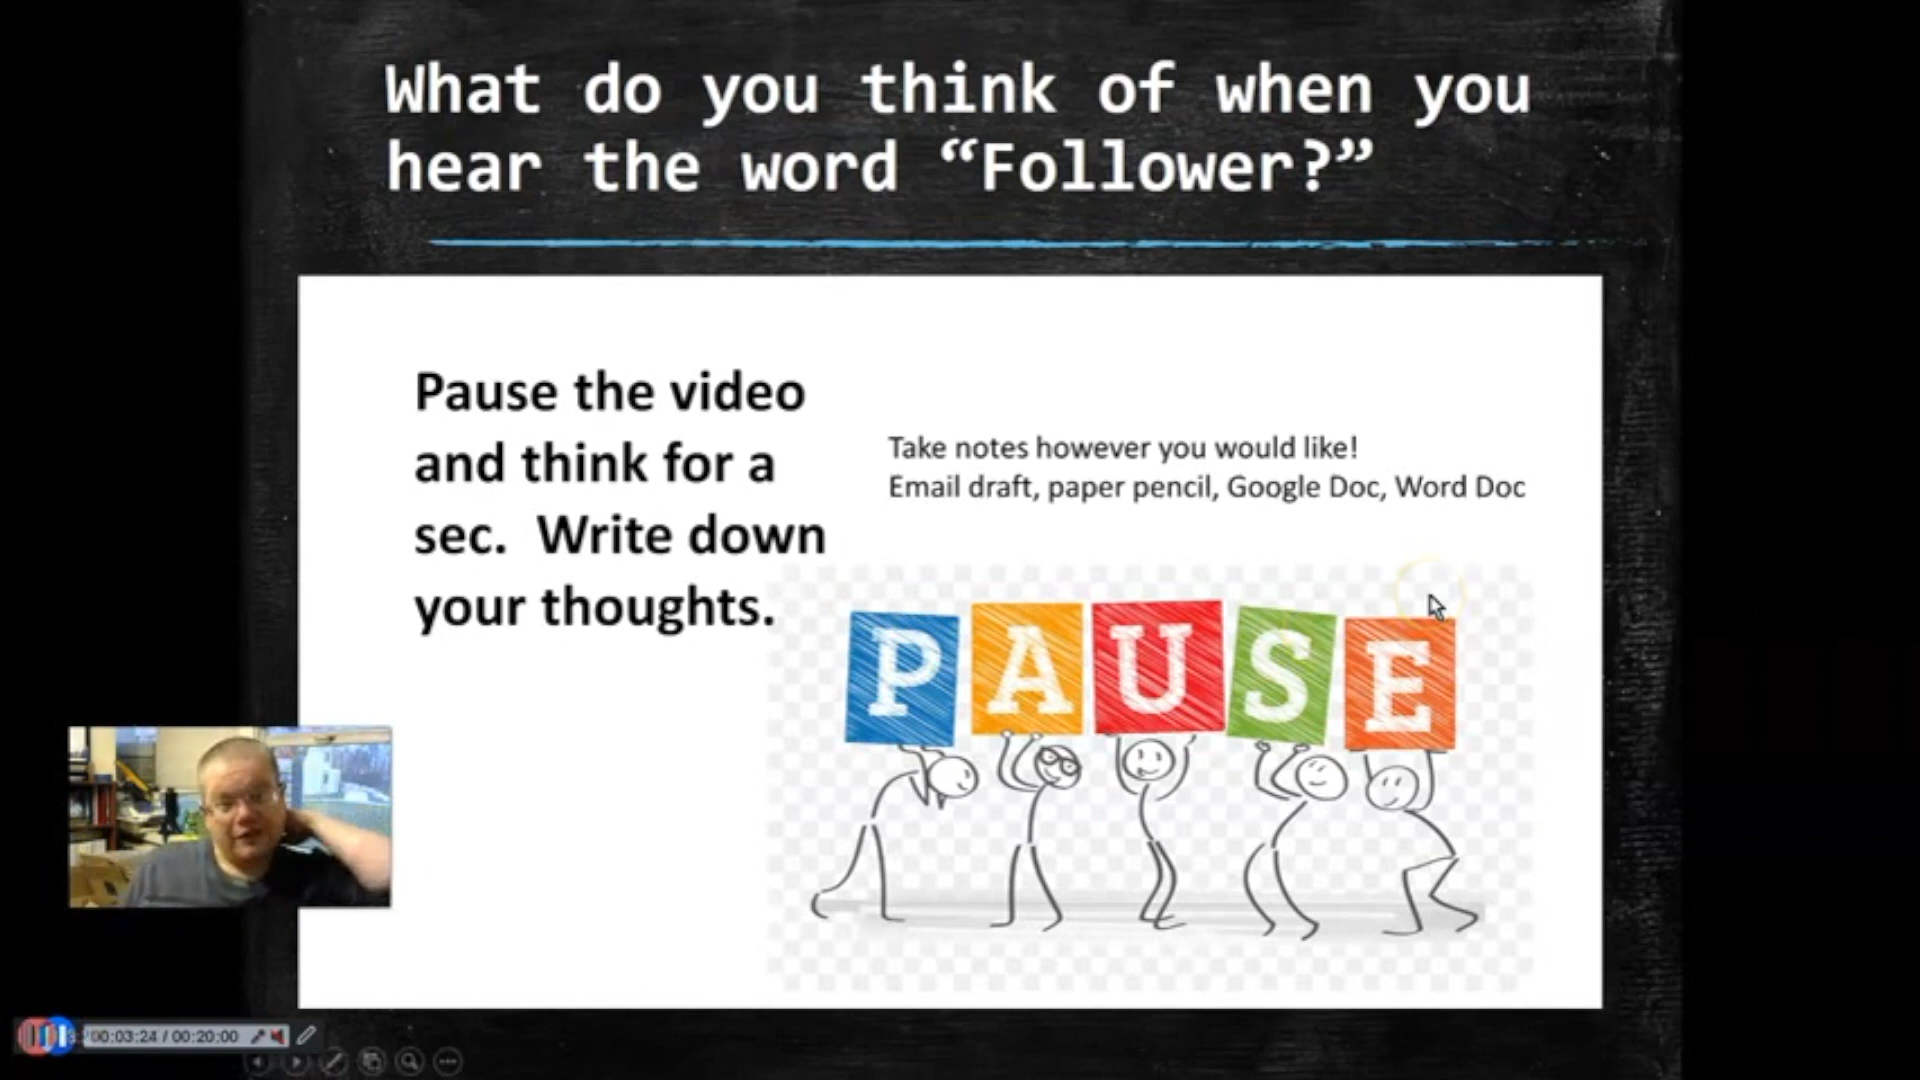 What do you think of when you
hear the word “Follower?”
Pause the video
and think for a
sec.  Write down
your thoughts.
Take notes however you would like!
Email draft, paper pencil, Google Doc, Word Doc
PAUSE
00:03:24 / 00:20:00